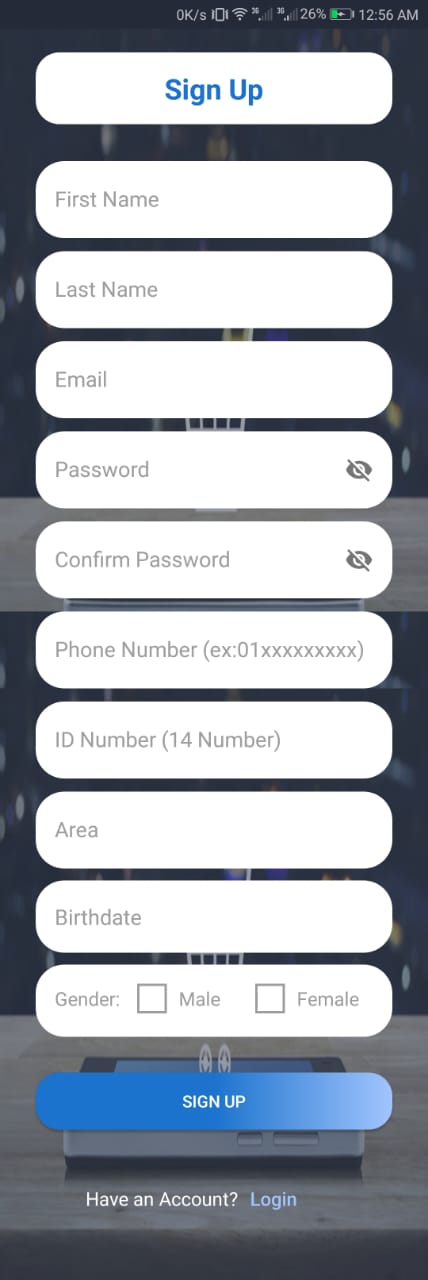 0K/s 3G 3G 26% 12:56 AM
Sign Up
First Name
Last Name
Email
Password
Confirm Password
Phone Number (ex:01xxxxxxxxx)
ID Number (14 Number)
Area
Birthdate
Gender: Male Female
SIGN UP
Have an Account? Login